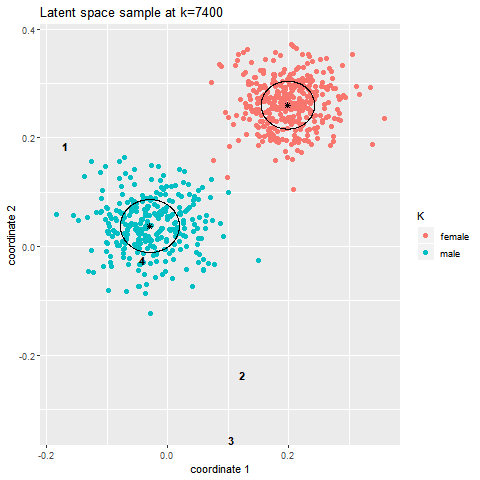 Latent space sample at k=7400
coordinate 2
0.4
0.2
0.0
-0.2
1
4
2
3
*
*
-0.2
0.0
0.2
coordinate 1
K
female
male